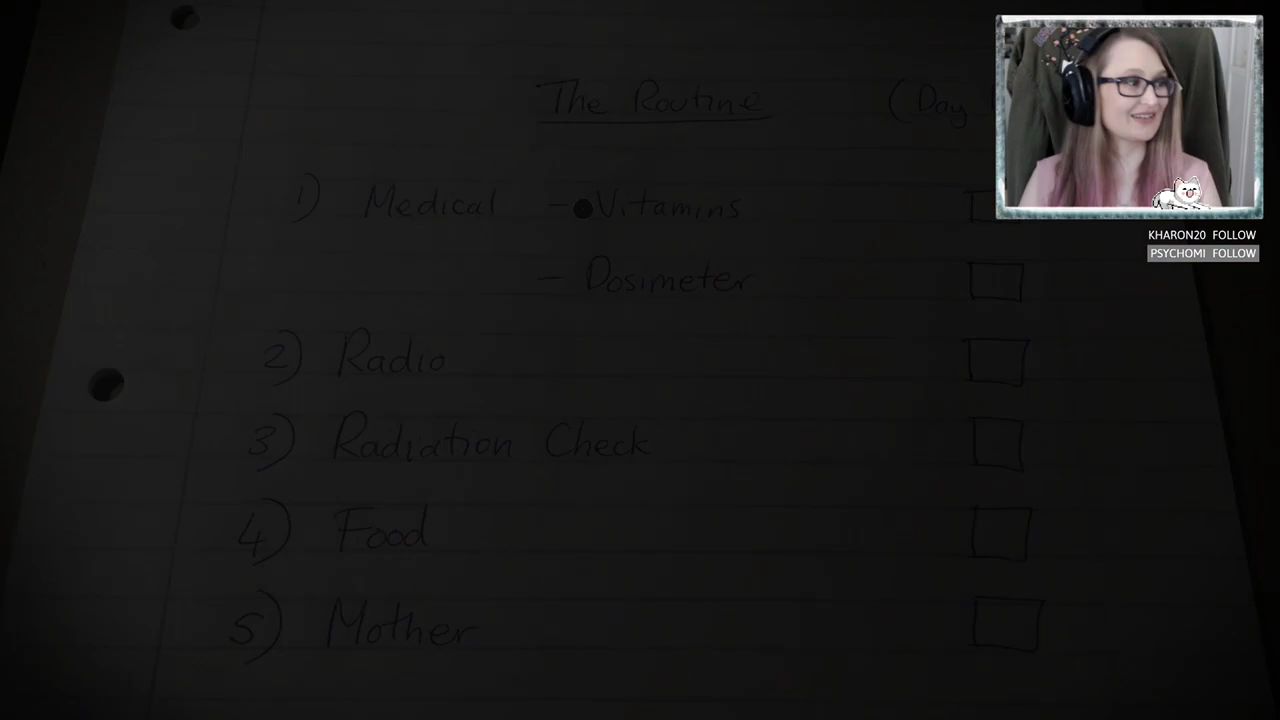 The Routine (Day
1) Medical - Vitamins
- Dosimeter
2) Radio
3) Radiation Check
4) Food
5) Mother
KHARON20 FOLLOW
PSYCHOMI FOLLOW